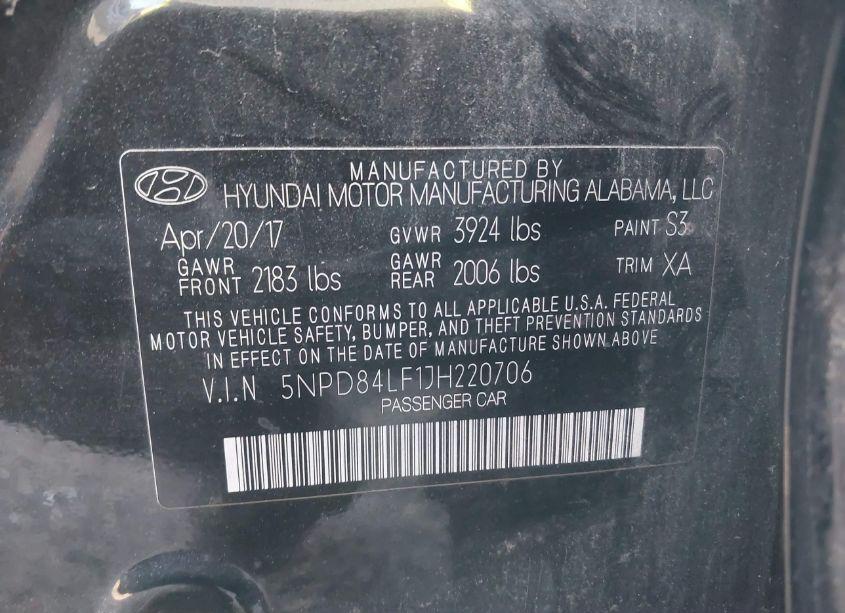 MANUFACTURED BY
HYUNDAI MOTOR MANUFACTURING ALABAMA, LLC
Apr/20/17 GVWR 3924 lbs PAINT S3
GAWR FRONT 2183 lbs GAWR REAR 2006 lbs TRIM XA
THIS VEHICLE CONFORMS TO ALL APPLICABLE U.S.A. FEDERAL
MOTOR VEHICLE SAFETY, BUMPER, AND THEFT PREVENTION STANDARDS
IN EFFECT ON THE DATE OF MANUFACTURE SHOWN ABOVE
V.I.N 5NPD84LF1JH220706
PASSENGER CAR